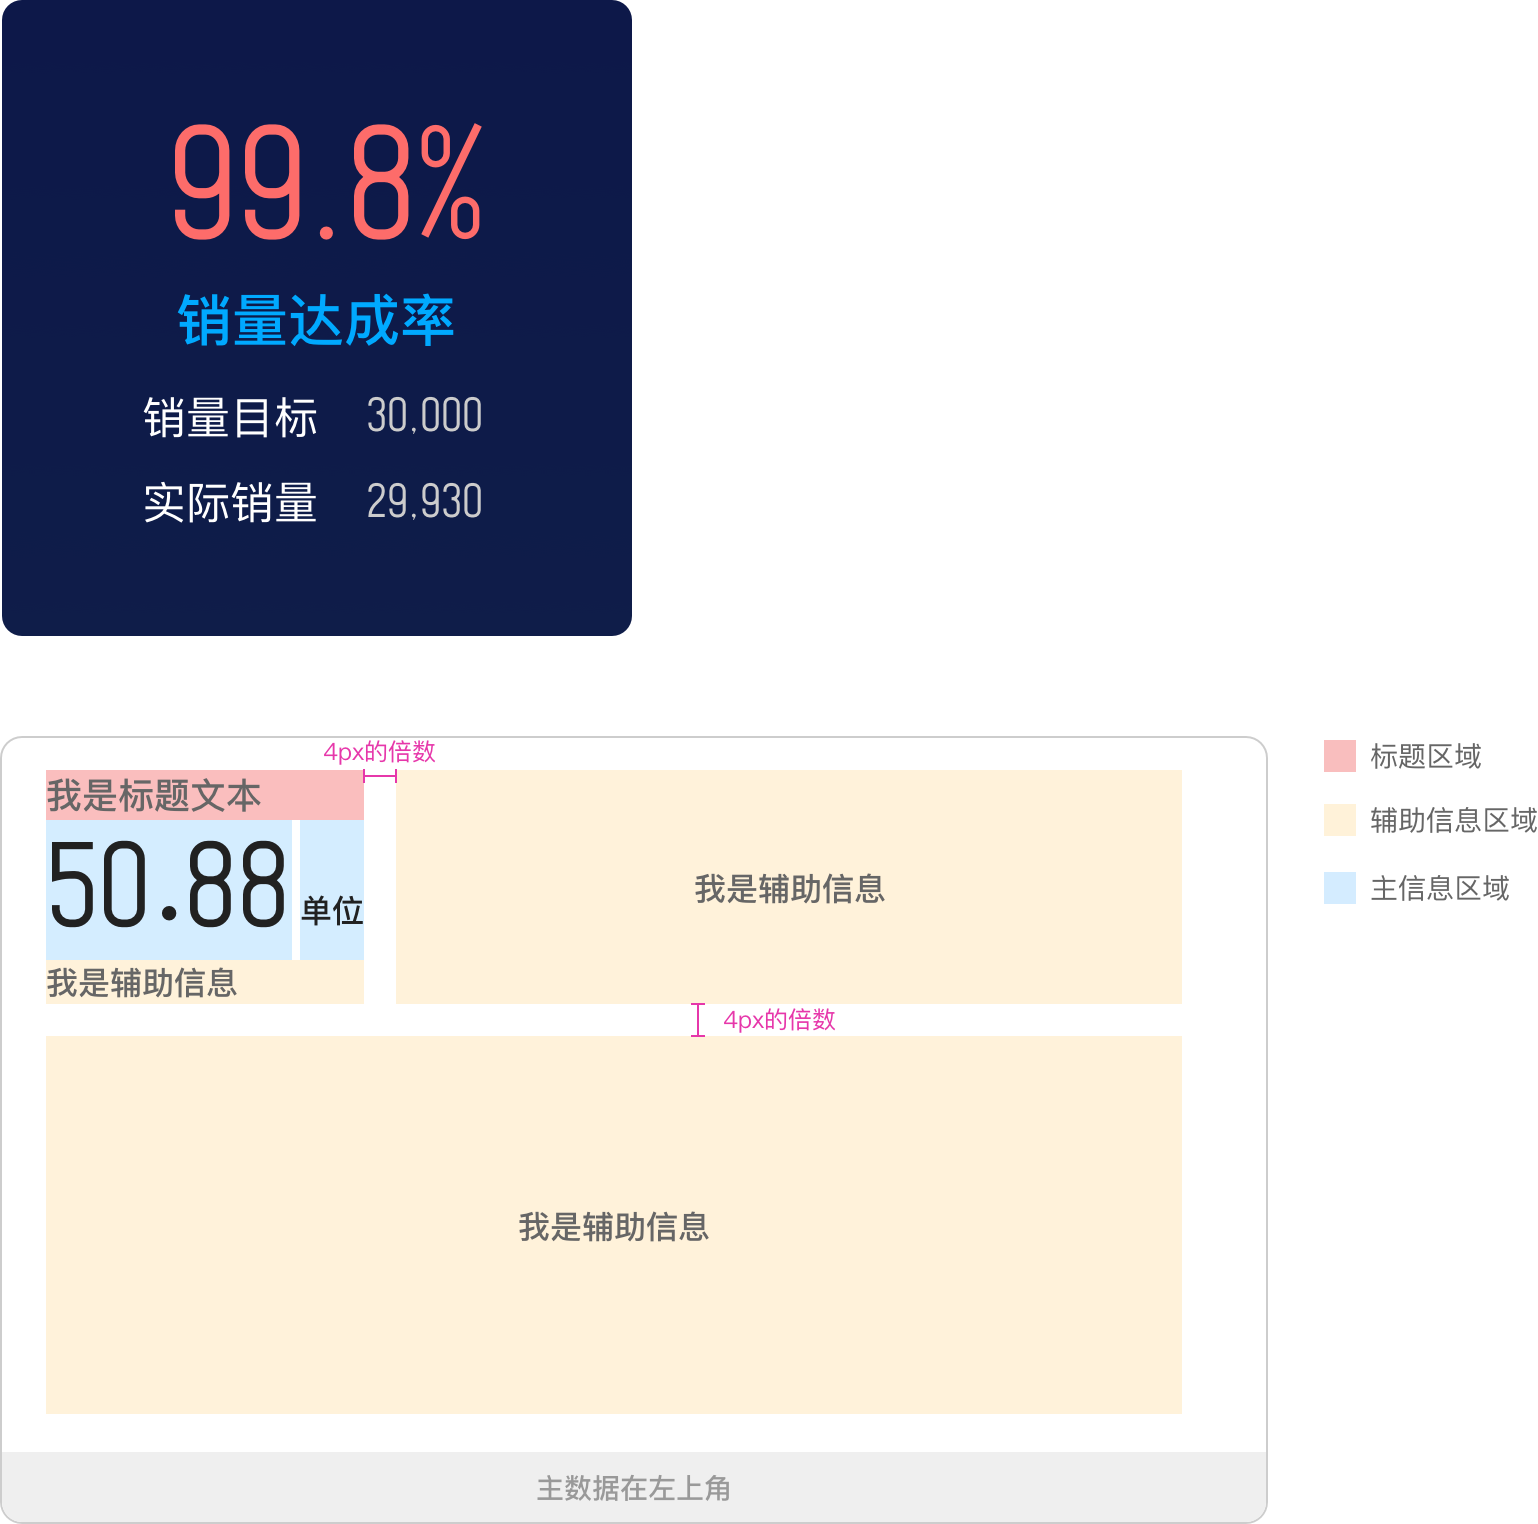 99.8%
销量达成率
销量目标 30,000
实际销量 29,930
4px的倍数
我是标题文本
50.88 单位
我是辅助信息
我是辅助信息
4px的倍数
我是辅助信息
主数据在左上角
标题区域
辅助信息区域
主信息区域